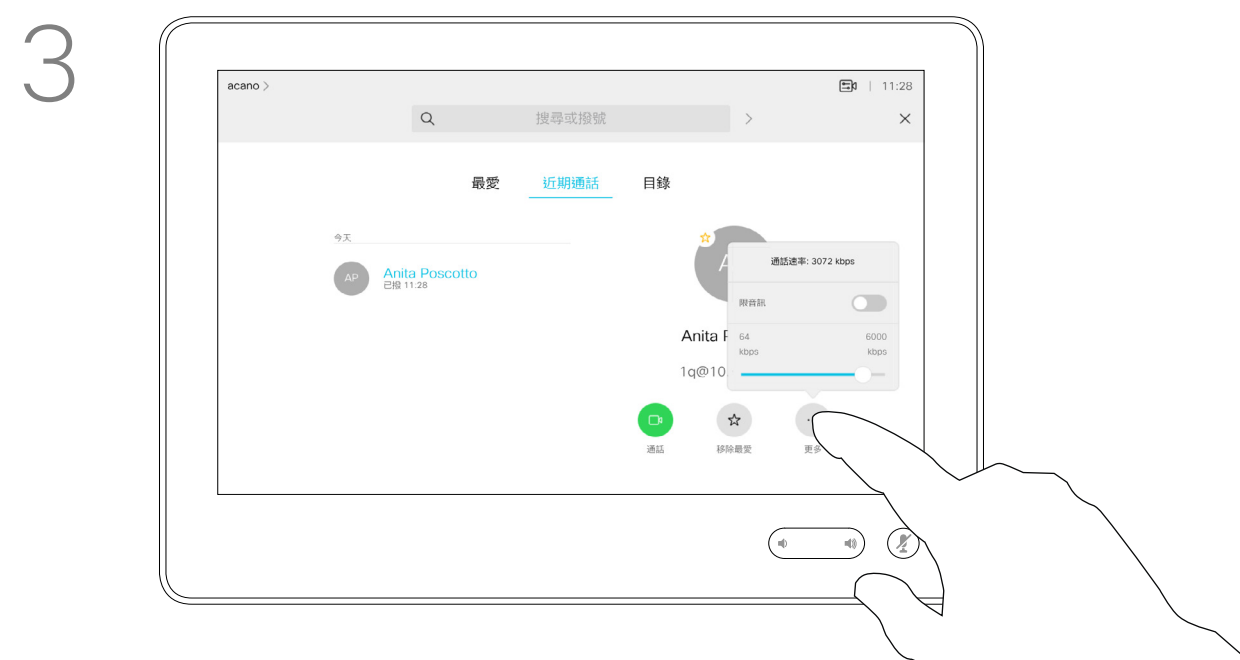 3
acano >
11:28
搜尋或撥號
最愛 近期通話 目錄
今天
AP
Anita Poscotto
已撥 11:28
通話速率: 3072 kbps
限音訊
64 kbps
6000 kbps
Anita
1q@10
通話
移除最愛
更多